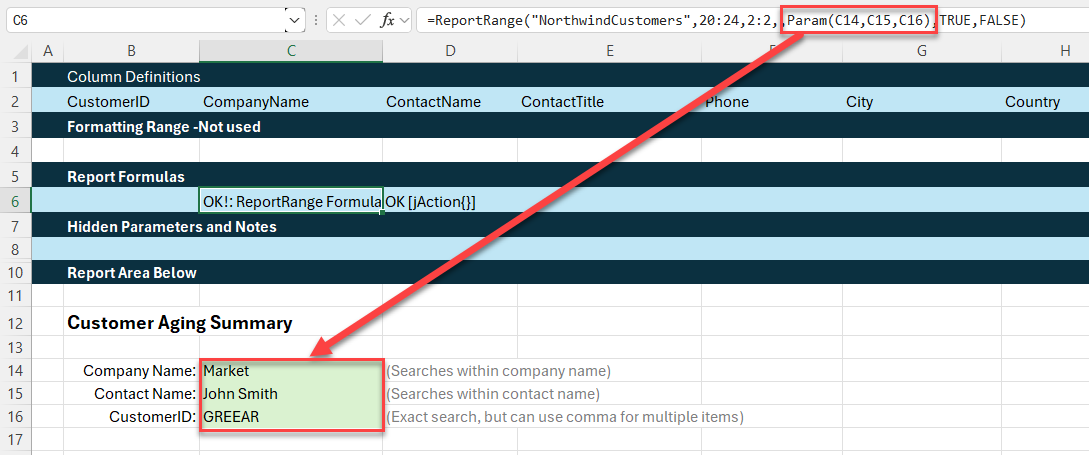 C6 fx =ReportRange("NorthwindCustomers",20:24,2:2,,Param(C14,C15,C16),TRUE,FALSE)
A B C D E F G H
1 Column Definitions
2 CustomerID CompanyName ContactName ContactTitle Phone City Country
3 Formatting Range -Not used
4
5 Report Formulas
6 OK!: ReportRange Formula OK [jAction{}]
7 Hidden Parameters and Notes
8
10 Report Area Below
11
12 Customer Aging Summary
13
14 Company Name: Market (Searches within company name)
15 Contact Name: John Smith (Searches within contact name)
16 CustomerID: GREEAR (Exact search, but can use comma for multiple items)
17